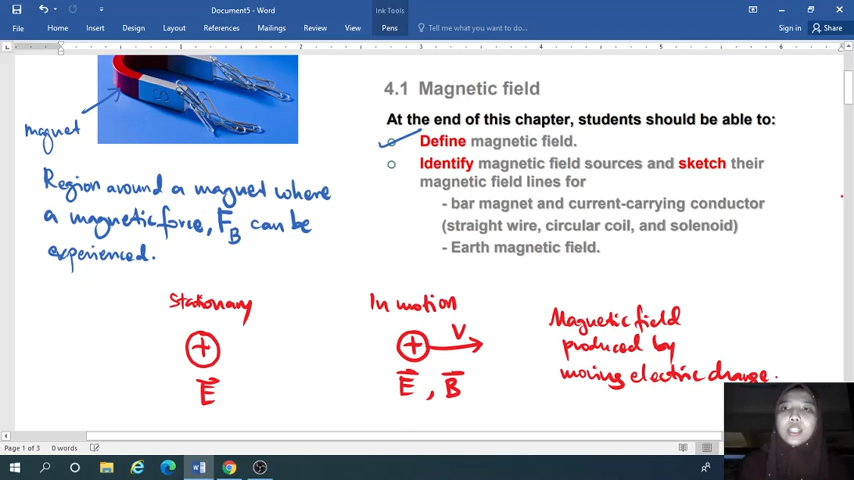 Document5 - Word
Ink Tools
File
Home
Insert
Design
Layout
References
Mailings
Review
View
Pens
Tell me what you want to do...
Sign in
Share
magnet
Region around a magnet where
a magnetic force, F_B can be
experienced.
4.1 Magnetic field
At the end of this chapter, students should be able to:
Define magnetic field.
Identify magnetic field sources and sketch their
magnetic field lines for
- bar magnet and current-carrying conductor
(straight wire, circular coil, and solenoid)
- Earth magnetic field.
Stationary
+
E
In motion
+ V
E , B
Magnetic field
produced by
moving electric charge.
Page 1 of 3
0 words